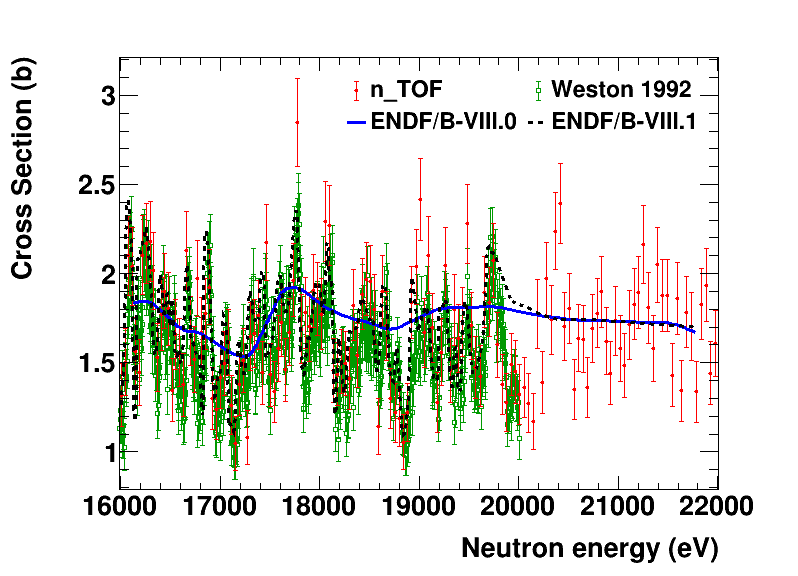 Cross Section (b)
n_TOF
Weston 1992
ENDF/B-VIII.0
ENDF/B-VIII.1
3
2.5
2
1.5
1
16000 17000 18000 19000 20000 21000 22000
Neutron energy (eV)